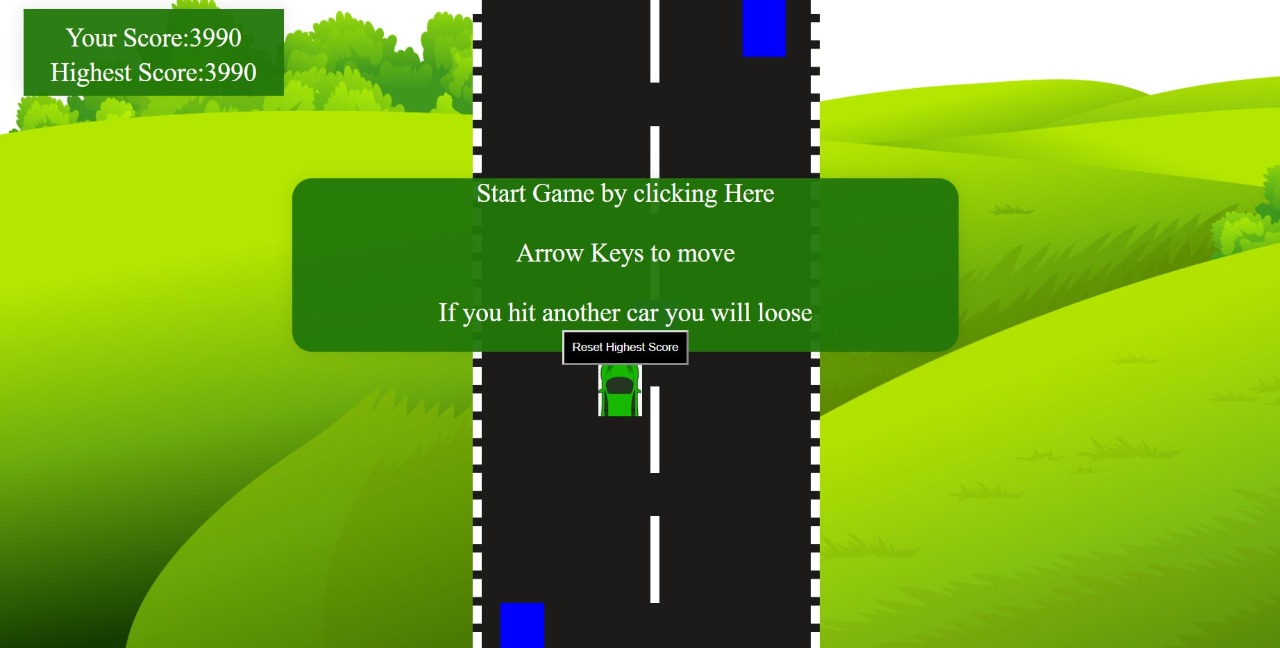 Your Score:3990
Highest Score:3990
Start Game by clicking Here
Arrow Keys to move
If you hit another car you will loose
Reset Highest Score